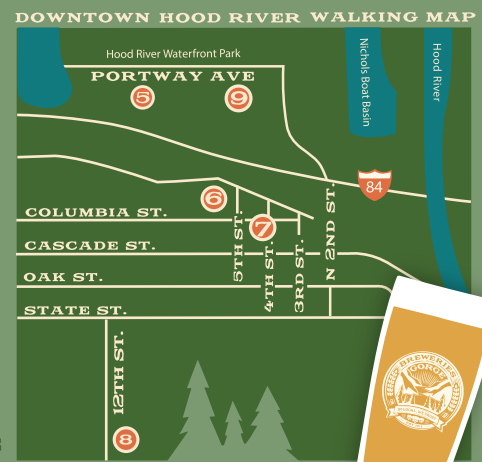 DOWNTOWN HOOD RIVER WALKING MAP
Hood River Waterfront Park
PORTWAY AVE
5
9
Nichols Boat Basin
Hood River
84
6
COLUMBIA ST.
7
CASCADE ST.
5TH ST.
4TH ST.
3RD ST.
N 2ND ST.
OAK ST.
STATE ST.
12TH ST.
8
BREWERIES
GORGE